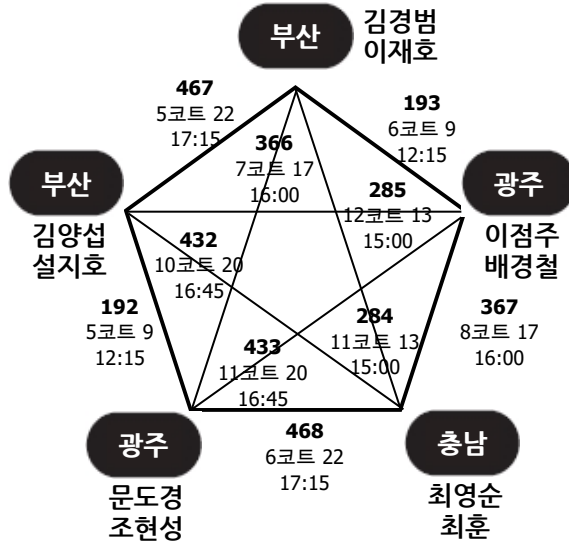 부산
김경범
이재호
467
5코트 22
17:15
193
6코트 9
12:15
366
7코트 17
16:00
부산
김양섭
설지호
285
12코트 13
15:00
광주
이점주
배경철
432
10코트 20
16:45
192
5코트 9
12:15
284
11코트 13
15:00
367
8코트 17
16:00
433
11코트 20
16:45
광주
문도경
조현성
468
6코트 22
17:15
충남
최영순
최훈